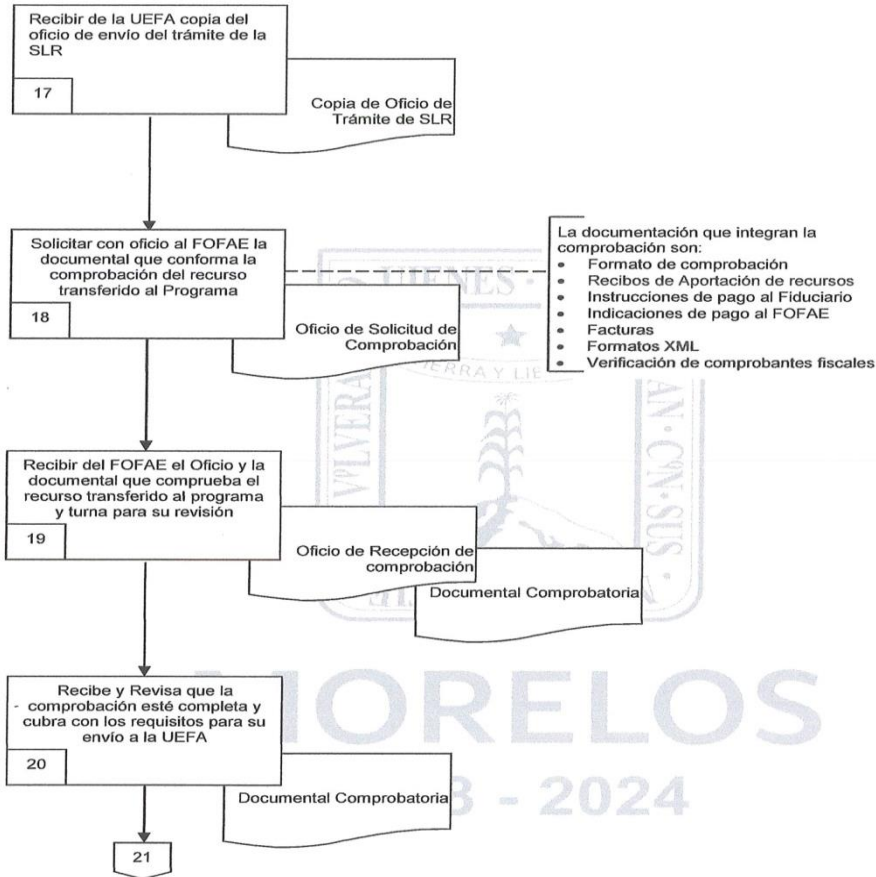 Recibir de la UEFA copia del
oficio de envío del trámite de la
SLR
17
Copia de Oficio de
Trámite de SLR
Solicitar con oficio al FOFAE la
documental que conforma la
comprobación del recurso
transferido al Programa
18
Oficio de Solicitud de
Comprobación
La documentación que integran la
comprobación son:
• Formato de comprobación
• Recibos de Aportación de recursos
• Instrucciones de pago al Fiduciario
• Indicaciones de pago al FOFAE
• Facturas
• Formatos XML
• Verificación de comprobantes fiscales
Recibir del FOFAE el Oficio y la
documental que comprueba el
recurso transferido al programa
y turna para su revisión
19
Oficio de Recepción de
comprobación
Documental Comprobatoria
Recibe y Revisa que la
comprobación esté completa y
cubra con los requisitos para su
envío a la UEFA
20
Documental Comprobatoria
21
MORELOS
- 2024